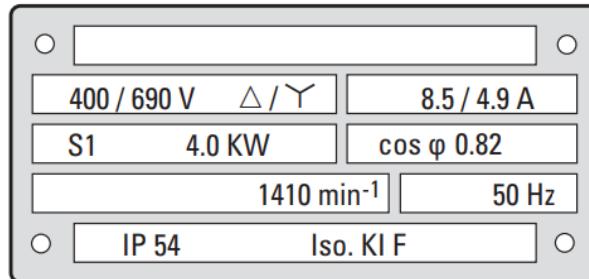 400 / 690 V △ / Y 8.5 / 4.9 A
S1 4.0 KW cos φ 0.82
1410 min-1 50 Hz
IP 54 Iso. KI F